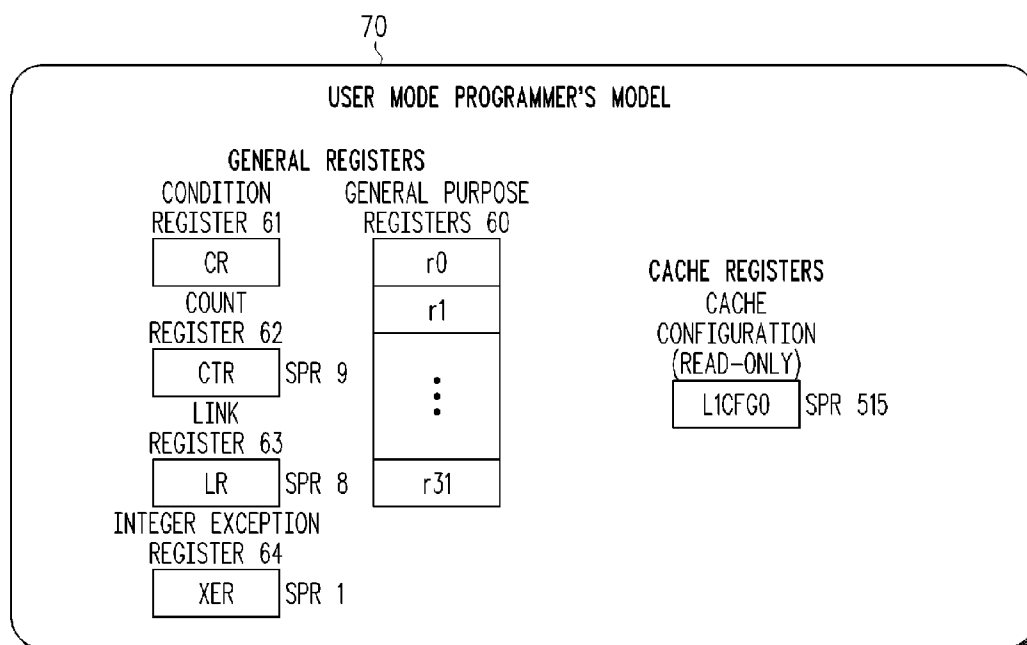 70
USER MODE PROGRAMMER'S MODEL
GENERAL REGISTERS
CONDITION
REGISTER 61
CR
COUNT
REGISTER 62
CTR SPR 9
LINK
REGISTER 63
LR SPR 8
INTEGER EXCEPTION
REGISTER 64
XER SPR 1
GENERAL PURPOSE
REGISTERS 60
r0
r1
r31
CACHE REGISTERS
CACHE
CONFIGURATION
(READ-ONLY)
L1CFG0 SPR 515